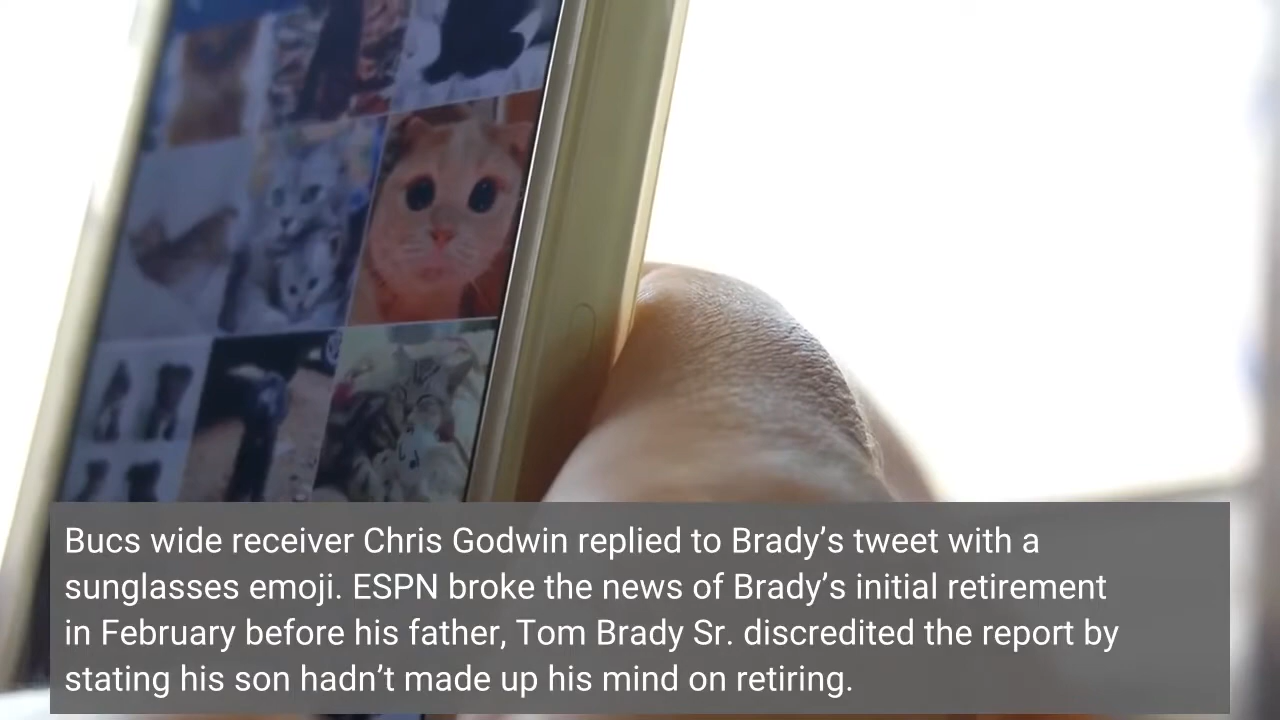 Bucs wide receiver Chris Godwin replied to Brady’s tweet with a
sunglasses emoji. ESPN broke the news of Brady’s initial retirement
in February before his father, Tom Brady Sr. discredited the report by
stating his son hadn’t made up his mind on retiring.